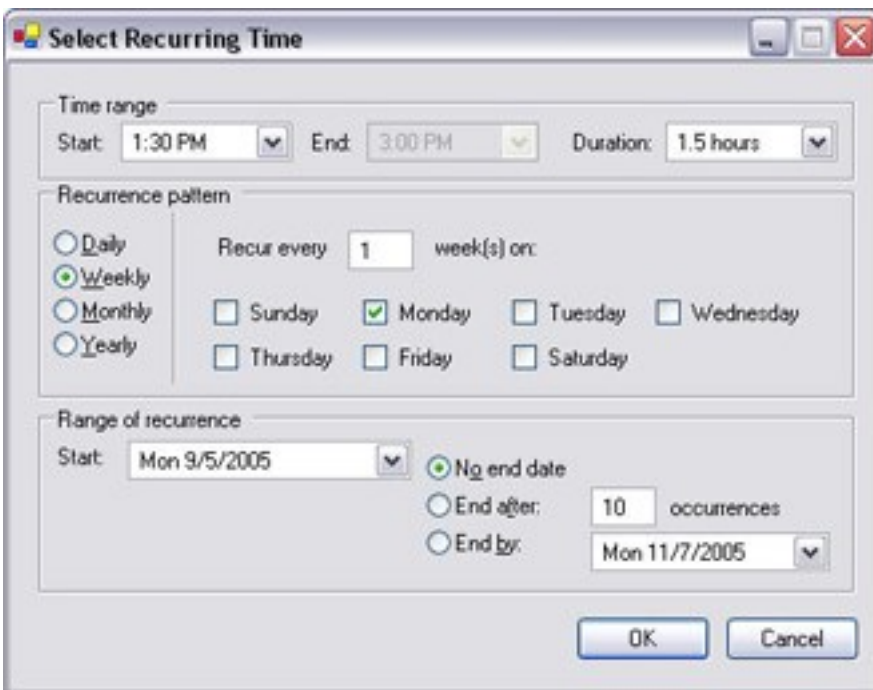 Select Recurring Time
Time range
Start: 1:30 PM End: 3:00 PM Duration: 1.5 hours
Recurrence pattern
Daily
Weekly
Monthly
Yearly
Recur every 1 week(s) on:
Sunday Monday Tuesday Wednesday
Thursday Friday Saturday
Range of recurrence
Start: Mon 9/5/2005
No end date
End after: 10 occurrences
End by: Mon 11/7/2005
OK Cancel